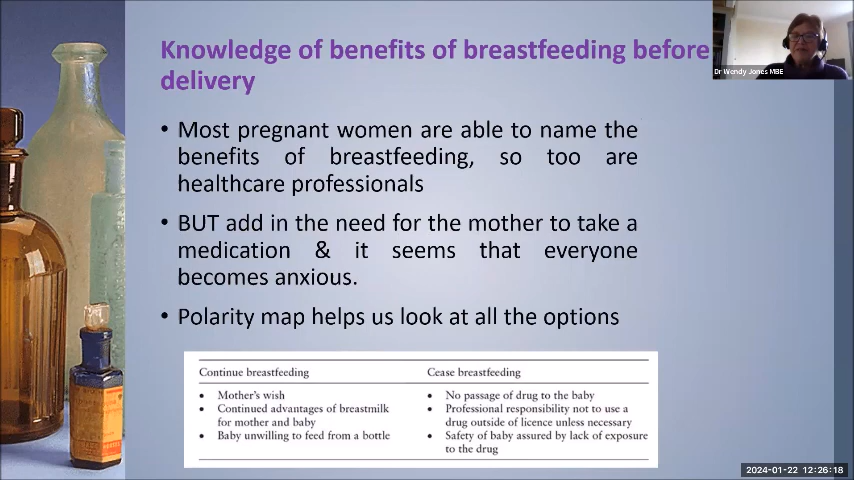 Knowledge of benefits of breastfeeding before
delivery
Dr Wendy Jones MBE
• Most pregnant women are able to name the
benefits of breastfeeding, so too are
healthcare professionals
• BUT add in the need for the mother to take a
medication & it seems that everyone
becomes anxious.
• Polarity map helps us look at all the options
Continue breastfeeding
• Mother's wish
• Continued advantages of breastmilk
for mother and baby
• Baby unwilling to feed from a bottle
Cease breastfeeding
• No passage of drug to the baby
• Professional responsibility not to use a
drug outside of licence unless necessary
• Safety of baby assured by lack of exposure
to the drug
2024-01-22 12:26:18